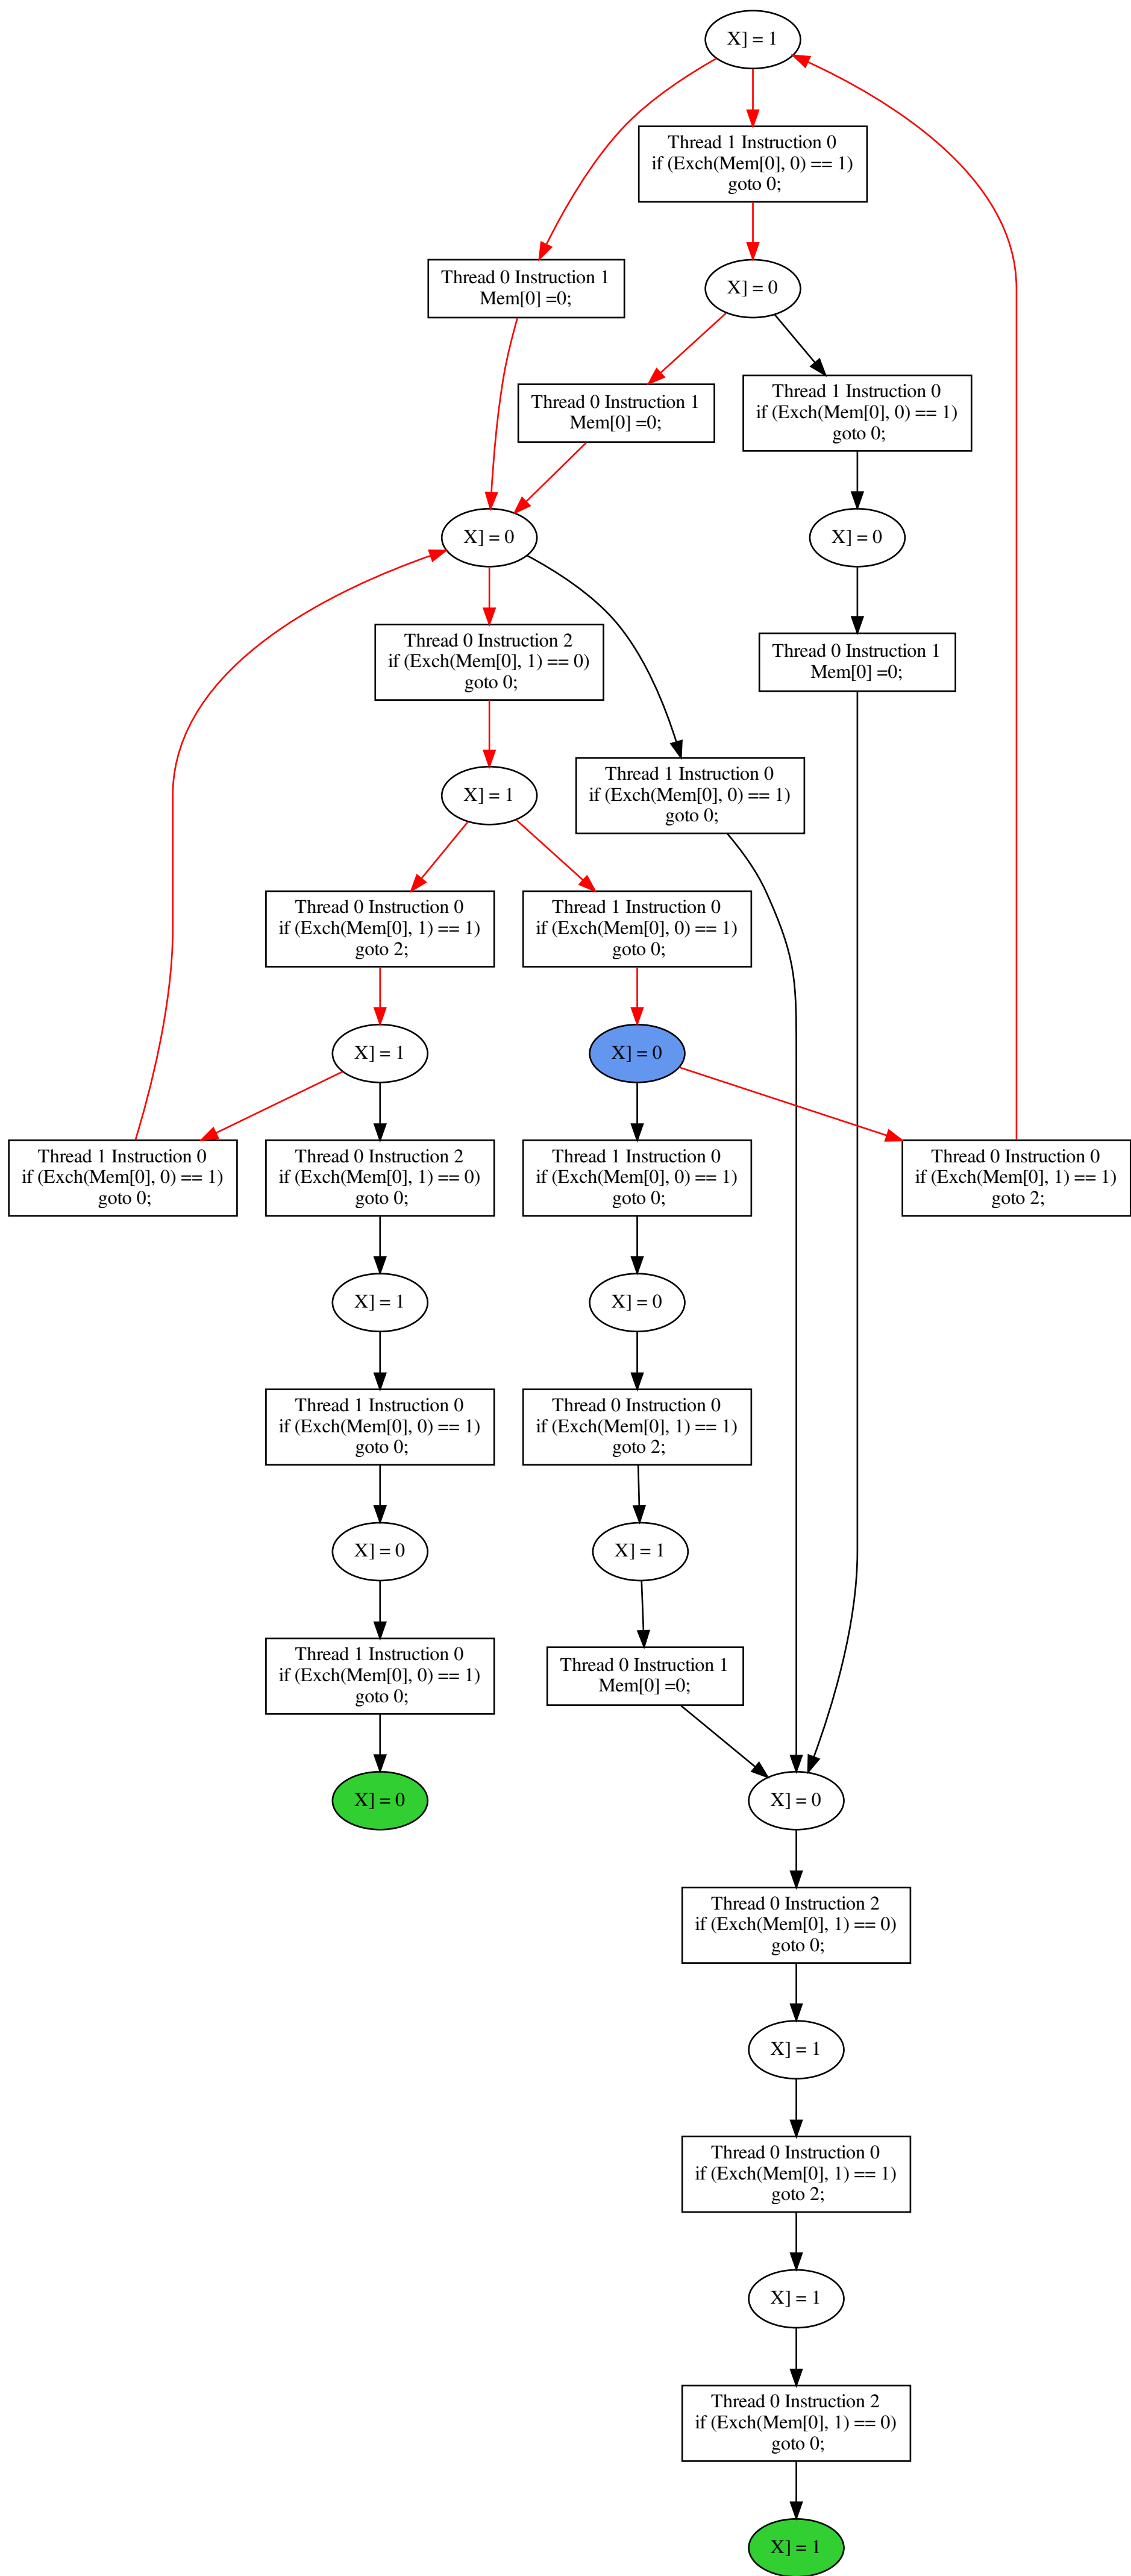 X] = 1
Thread 1 Instruction 0
if (Exch(Mem[0], 0) == 1)
goto 0;
Thread 0 Instruction 1
Mem[0] =0;
X] = 0
Thread 0 Instruction 1
Mem[0] =0;
Thread 1 Instruction 0
if (Exch(Mem[0], 0) == 1)
goto 0;
X] = 0
X] = 0
Thread 0 Instruction 2
if (Exch(Mem[0], 1) == 0)
goto 0;
Thread 0 Instruction 1
Mem[0] =0;
X] = 1
Thread 1 Instruction 0
if (Exch(Mem[0], 0) == 1)
goto 0;
Thread 0 Instruction 0
if (Exch(Mem[0], 1) == 1)
goto 2;
Thread 1 Instruction 0
if (Exch(Mem[0], 0) == 1)
goto 0;
X] = 1
X] = 0
Thread 1 Instruction 0
if (Exch(Mem[0], 0) == 1)
goto 0;
Thread 0 Instruction 2
if (Exch(Mem[0], 1) == 0)
goto 0;
Thread 1 Instruction 0
if (Exch(Mem[0], 0) == 1)
goto 0;
Thread 0 Instruction 0
if (Exch(Mem[0], 1) == 1)
goto 2;
X] = 1
X] = 0
Thread 1 Instruction 0
if (Exch(Mem[0], 0) == 1)
goto 0;
Thread 0 Instruction 0
if (Exch(Mem[0], 1) == 1)
goto 2;
X] = 0
X] = 1
Thread 1 Instruction 0
if (Exch(Mem[0], 0) == 1)
goto 0;
Thread 0 Instruction 1
Mem[0] =0;
X] = 0
X] = 0
Thread 0 Instruction 2
if (Exch(Mem[0], 1) == 0)
goto 0;
X] = 1
Thread 0 Instruction 0
if (Exch(Mem[0], 1) == 1)
goto 2;
X] = 1
Thread 0 Instruction 2
if (Exch(Mem[0], 1) == 0)
goto 0;
X] = 1